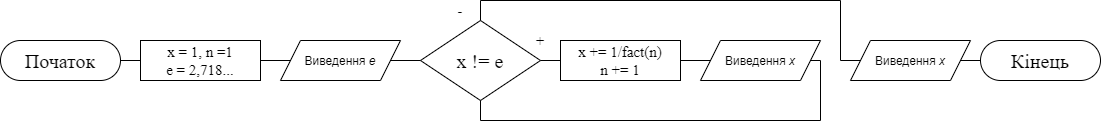 Початок
x = 1, n =1
e = 2,718...
Виведення e
-
x != e
+
x += 1/fact(n)
n += 1
Виведення x
Виведення x
Кінець